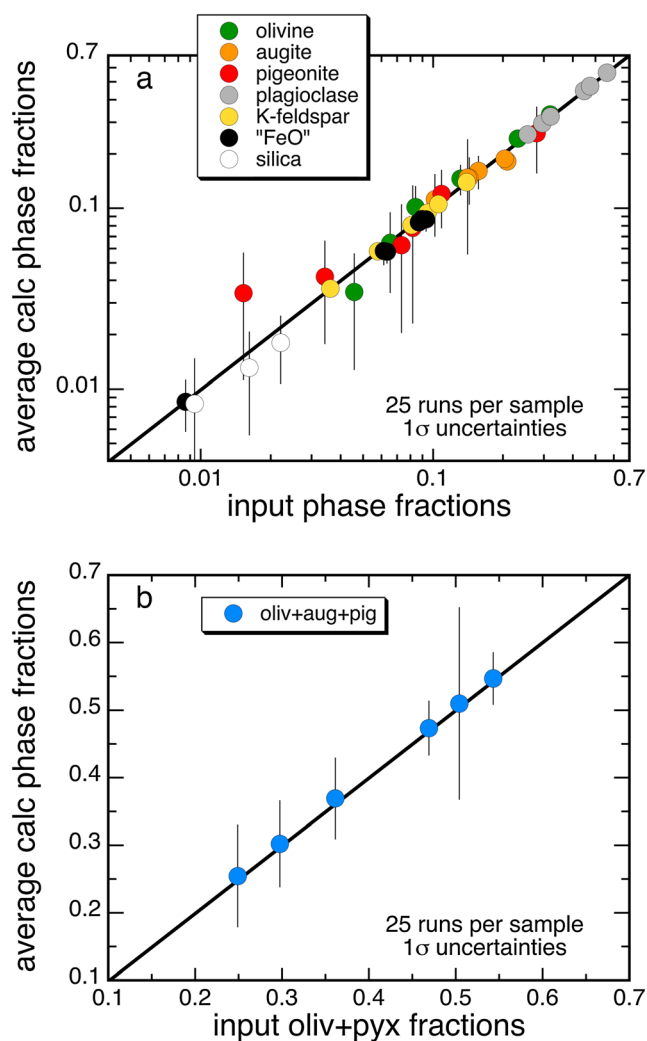 0.7
a
olivine
augite
pigeonite
plagioclase
K-feldspar
"FeO"
silica
0.1
0.01
average calc phase fractions
25 runs per sample
1σ uncertainties
0.01
0.1
0.7
input phase fractions
0.7
b
oliv+aug+pig
0.6
0.5
0.4
0.3
0.2
0.1
average calc phase fractions
25 runs per sample
1σ uncertainties
0.1
0.2
0.3
0.4
0.5
0.6
0.7
input oliv+pyx fractions